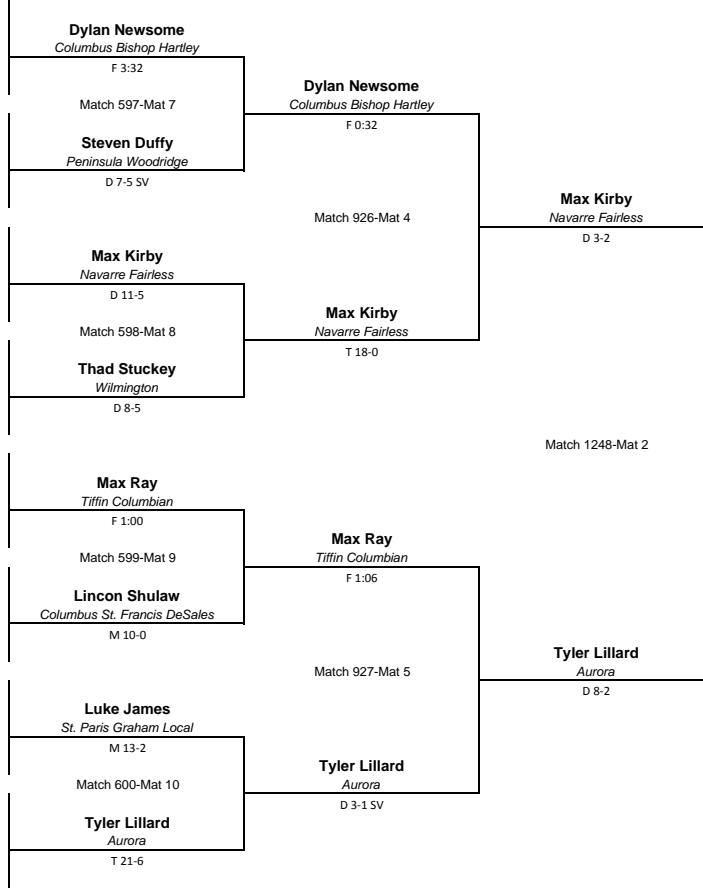 Dylan Newsome
Columbus Bishop Hartley
F 3:32
Match 597-Mat 7
Steven Duffy
Peninsula Woodridge
D 7-5 SV
Max Kirby
Navarre Fairless
D 11-5
Match 598-Mat 8
Thad Stuckey
Wilmington
D 8-5
Max Ray
Tiffin Columbian
F 1:00
Match 599-Mat 9
Lincon Shulaw
Columbus St. Francis DeSales
M 10-0
Luke James
St. Paris Graham Local
M 13-2
Match 600-Mat 10
Tyler Lillard
Aurora
T 21-6
Dylan Newsome
Columbus Bishop Hartley
F 0:32
Match 926-Mat 4
Max Kirby
Navarre Fairless
T 18-0
Max Ray
Tiffin Columbian
F 1:06
Match 927-Mat 5
Tyler Lillard
Aurora
D 3-1 SV
Max Kirby
Navarre Fairless
D 3-2
Match 1248-Mat 2
Tyler Lillard
Aurora
D 8-2